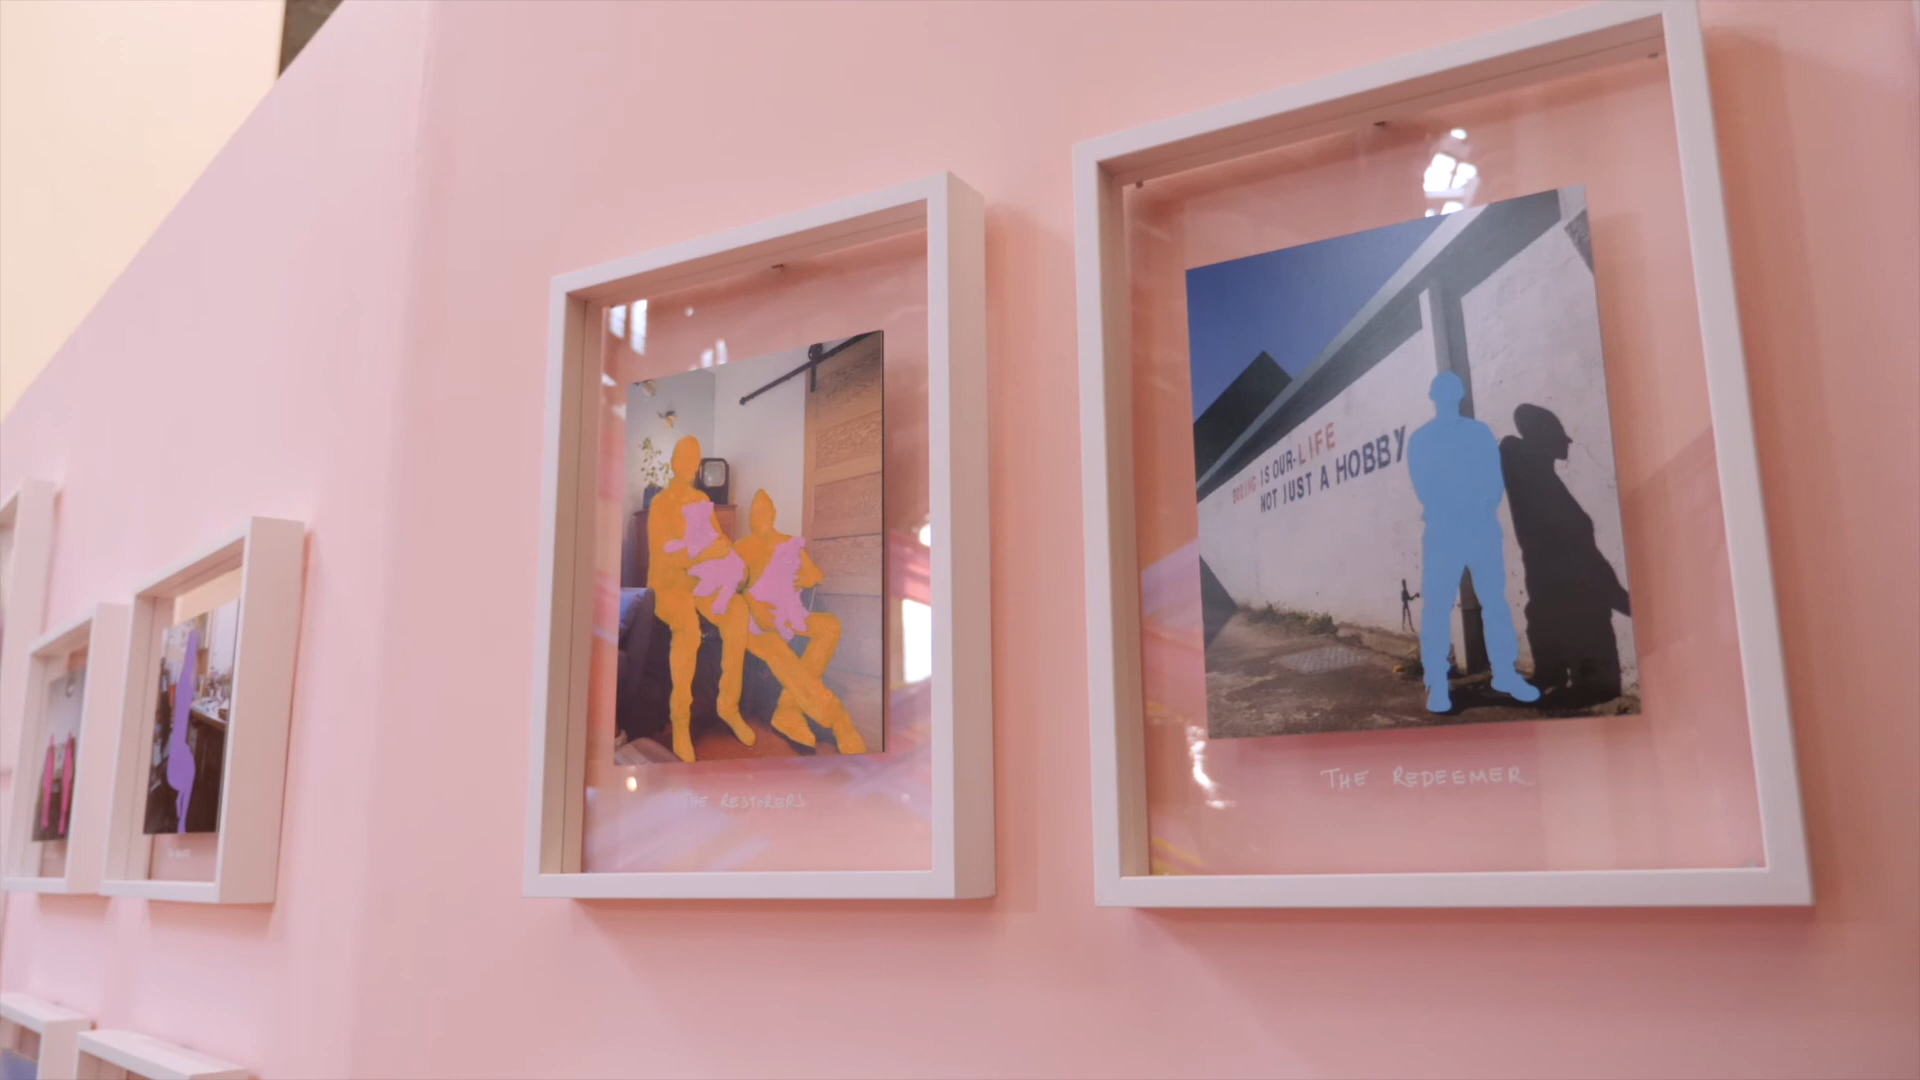 THE RESTORERS
IS OUR LIFE
NOT JUST A HOBBY
THE REDEEMER